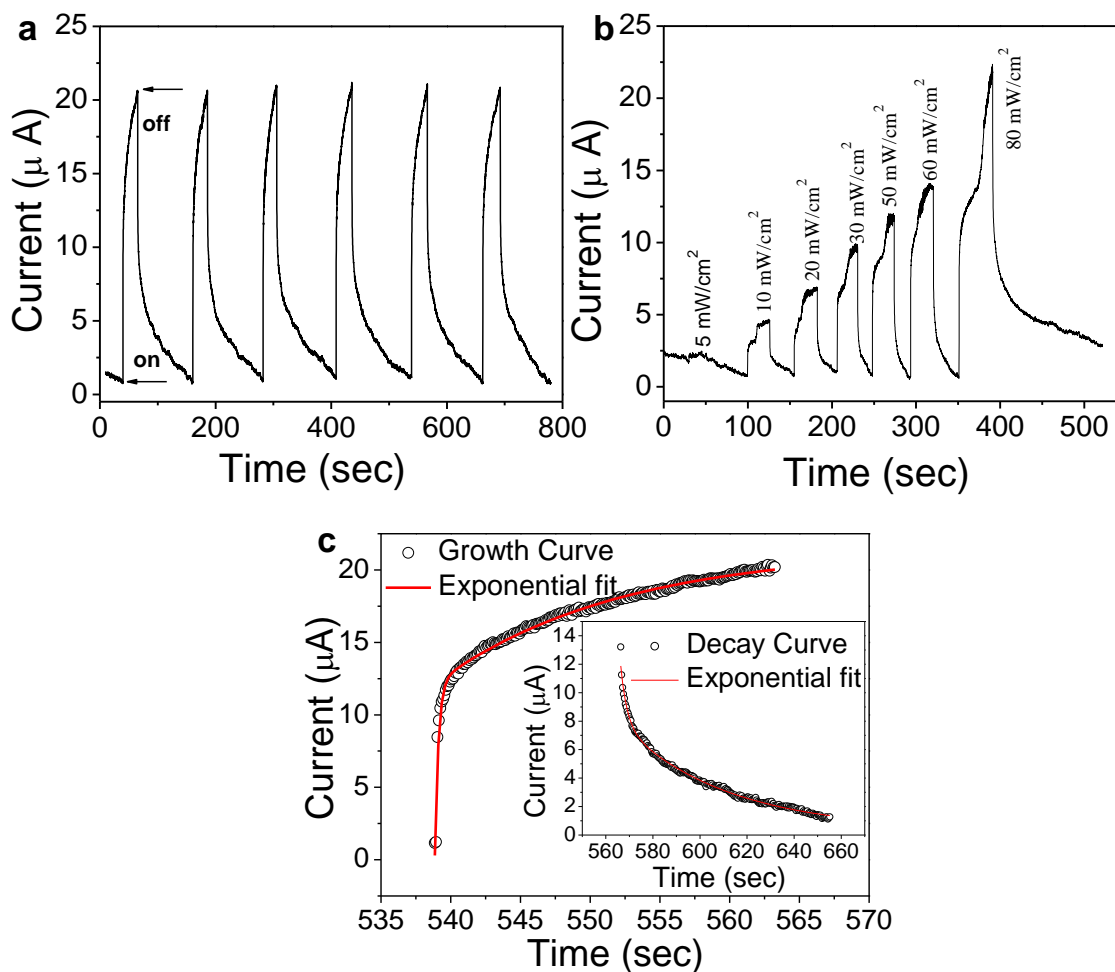 a
25
20
15
10
5
0
Current (μ A)
off
on
0 200 400 600 800
Time (sec)
b
25
20
15
10
5
0
Current (μ A)
5 mW/cm²
10 mW/cm²
20 mW/cm²
30 mW/cm²
50 mW/cm²
60 mW/cm²
80 mW/cm²
0 100 200 300 400 500
Time (sec)
c
Growth Curve
Exponential fit
20
15
10
5
0
Current (μA)
535 540 545 550 555 560 565 570
Time (sec)
14
12
10
8
6
4
2
0
Current (μA)
Decay Curve
Exponential fit
560 580 600 620 640 660
Time (sec)